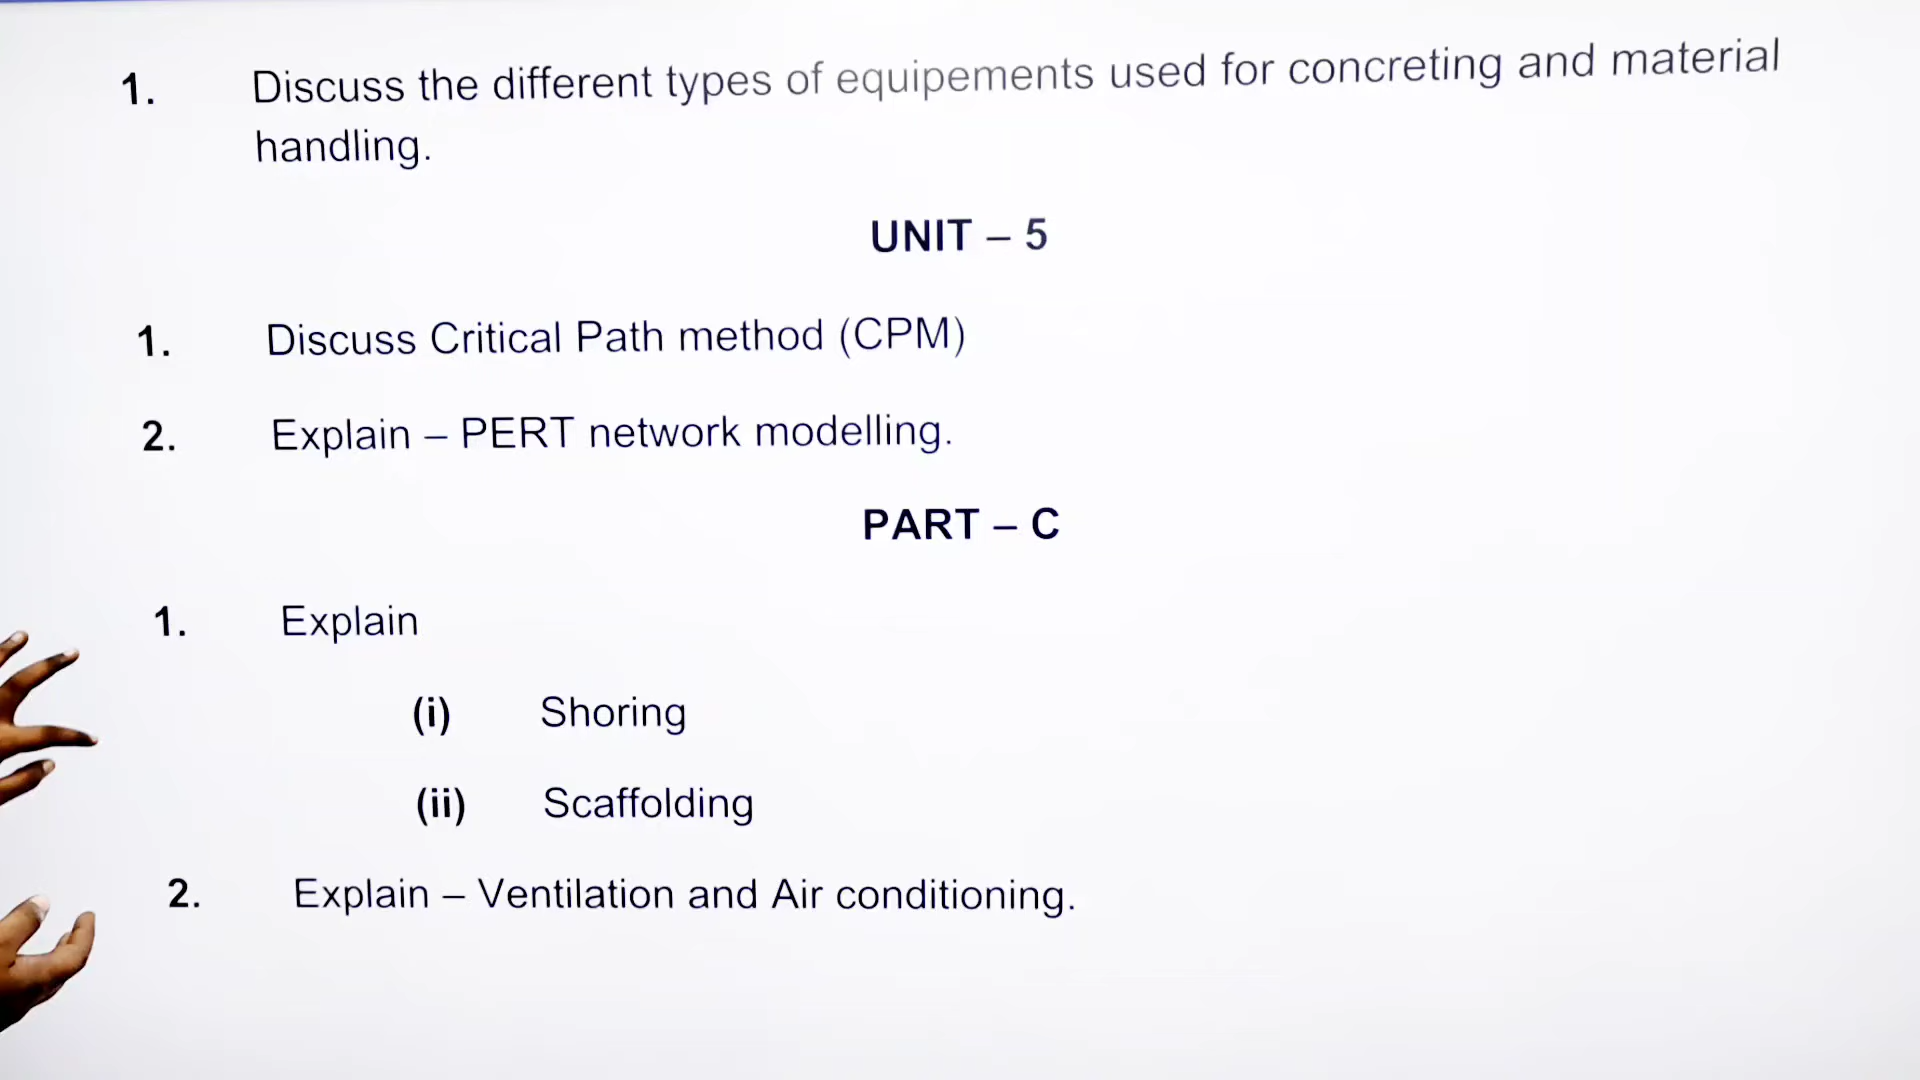 1. Discuss the different types of equipements used for concreting and material
handling.
UNIT – 5
1. Discuss Critical Path method (CPM)
2. Explain – PERT network modelling.
PART – C
1. Explain
(i) Shoring
(ii) Scaffolding
2. Explain – Ventilation and Air conditioning.